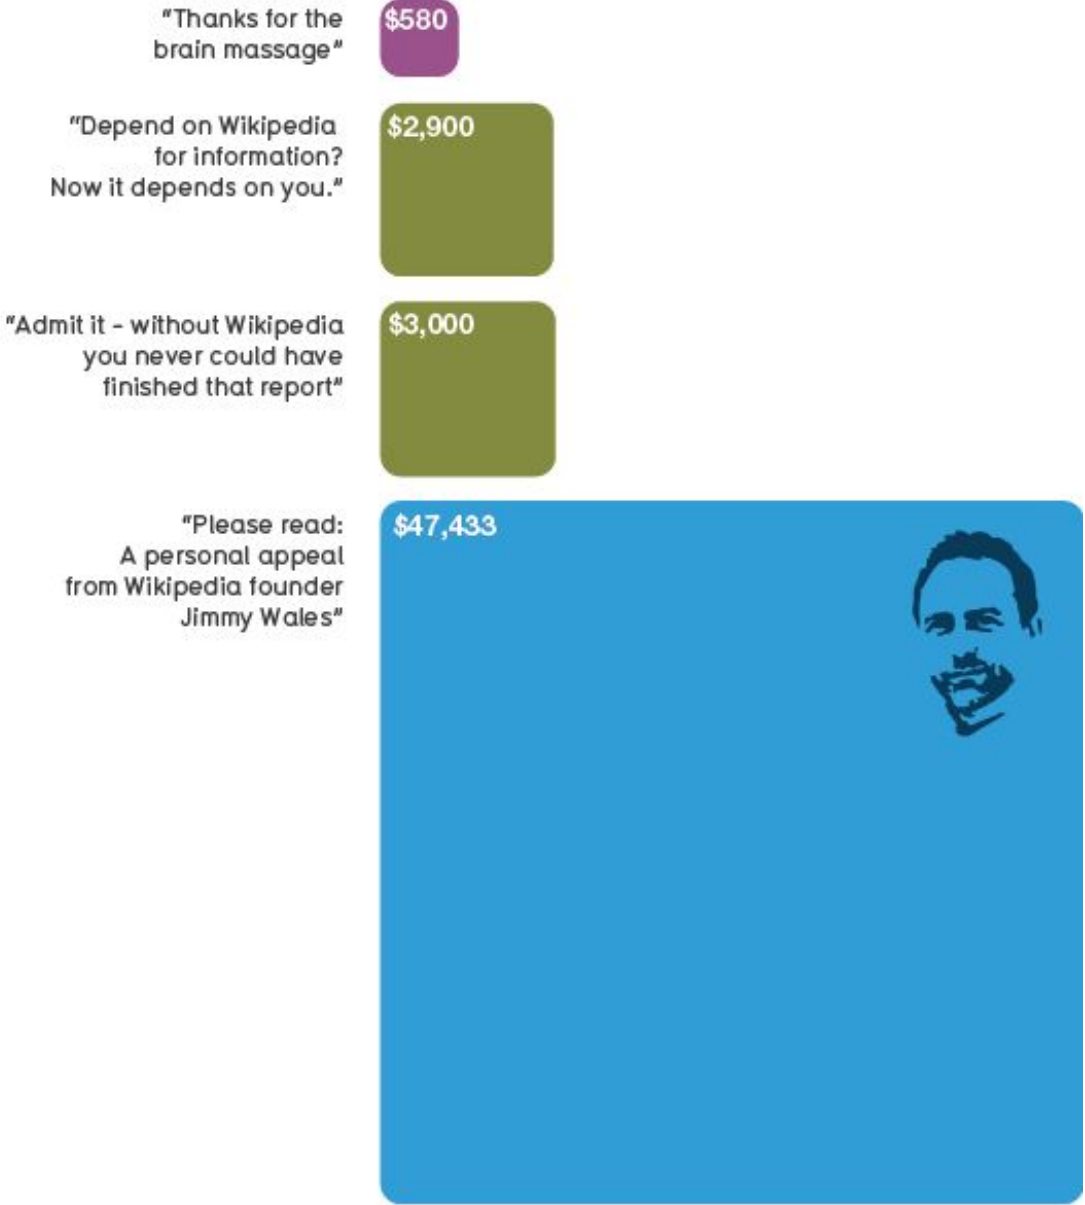 "Thanks for the
brain massage"
$580
"Depend on Wikipedia
for information?
Now it depends on you."
$2,900
"Admit it - without Wikipedia
you never could have
finished that report"
$3,000
"Please read:
A personal appeal
from Wikipedia founder
Jimmy Wales"
$47,433